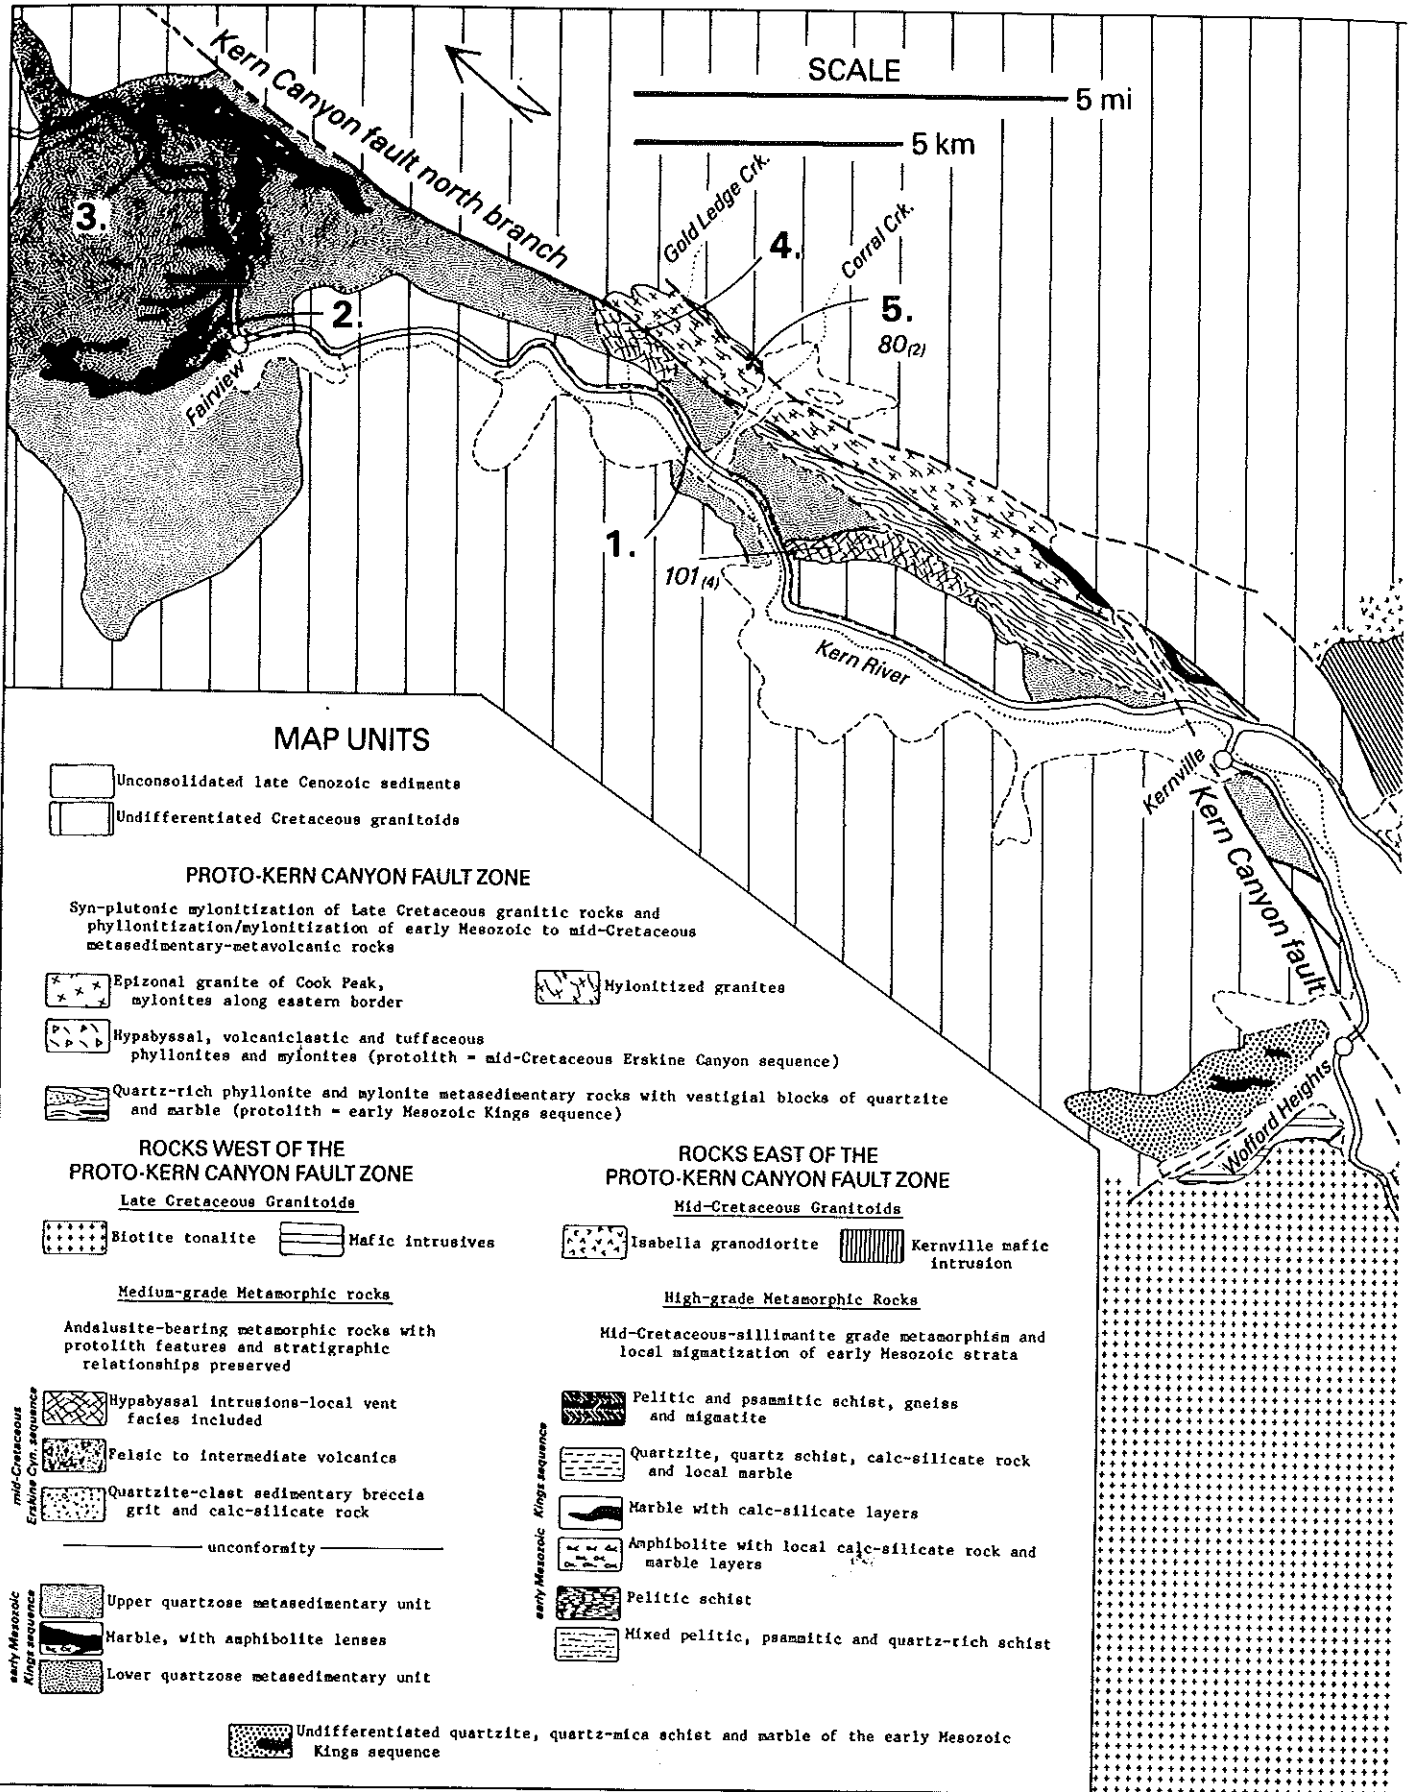 Kern Canyon fault north branch
SCALE
5 mi
5 km
Gold Ledge Crk.
Corral Crk.
3.
4.
5.
80(2)
2.
Fairview
1.
101(4)
Kern River
Kernville
Kern Canyon fault
Wofford Heights
MAP UNITS
Unconsolidated late Cenozoic sediments
Undifferentiated Cretaceous granitoids
PROTO-KERN CANYON FAULT ZONE
Syn-plutonic mylonitization of Late Cretaceous granitic rocks and
phyllonitization/mylonitization of early Mesozoic to mid-Cretaceous
metasedimentary-metavolcanic rocks
Epizonal granite of Cook Peak,
mylonites along eastern border
Mylonitized granites
Hypabyssal, volcaniclastic and tuffaceous
phyllonites and mylonites (protolith = mid-Cretaceous Erskine Canyon sequence)
Quartz-rich phyllonite and mylonite metasedimentary rocks with vestigial blocks of quartzite
and marble (protolith = early Mesozoic Kings sequence)
ROCKS WEST OF THE
PROTO-KERN CANYON FAULT ZONE
Late Cretaceous Granitoids
Biotite tonalite
Mafic intrusives
Medium-grade Metamorphic rocks
Andalusite-bearing metamorphic rocks with
protolith features and stratigraphic
relationships preserved
mid-Cretaceous
Erskine Cyn. sequence
Hypabyssal intrusions-local vent
facies included
Felsic to intermediate volcanics
Quartzite-clast sedimentary breccia
grit and calc-silicate rock
unconformity
early Mesozoic
Kings sequence
Upper quartzose metasedimentary unit
Marble, with amphibolite lenses
Lower quartzose metasedimentary unit
ROCKS EAST OF THE
PROTO-KERN CANYON FAULT ZONE
Mid-Cretaceous Granitoids
Isabella granodiorite
Kernville mafic
intrusion
High-grade Metamorphic Rocks
Mid-Cretaceous-sillimanite grade metamorphism and
local migmatization of early Mesozoic strata
early Mesozoic Kings sequence
Pelitic and psammitic schist, gneiss
and migmatite
Quartzite, quartz schist, calc-silicate rock
and local marble
Marble with calc-silicate layers
Amphibolite with local calc-silicate rock and
marble layers
Pelitic schist
Mixed pelitic, psammitic and quartz-rich schist
Undifferentiated quartzite, quartz-mica schist and marble of the early Mesozoic
Kings sequence